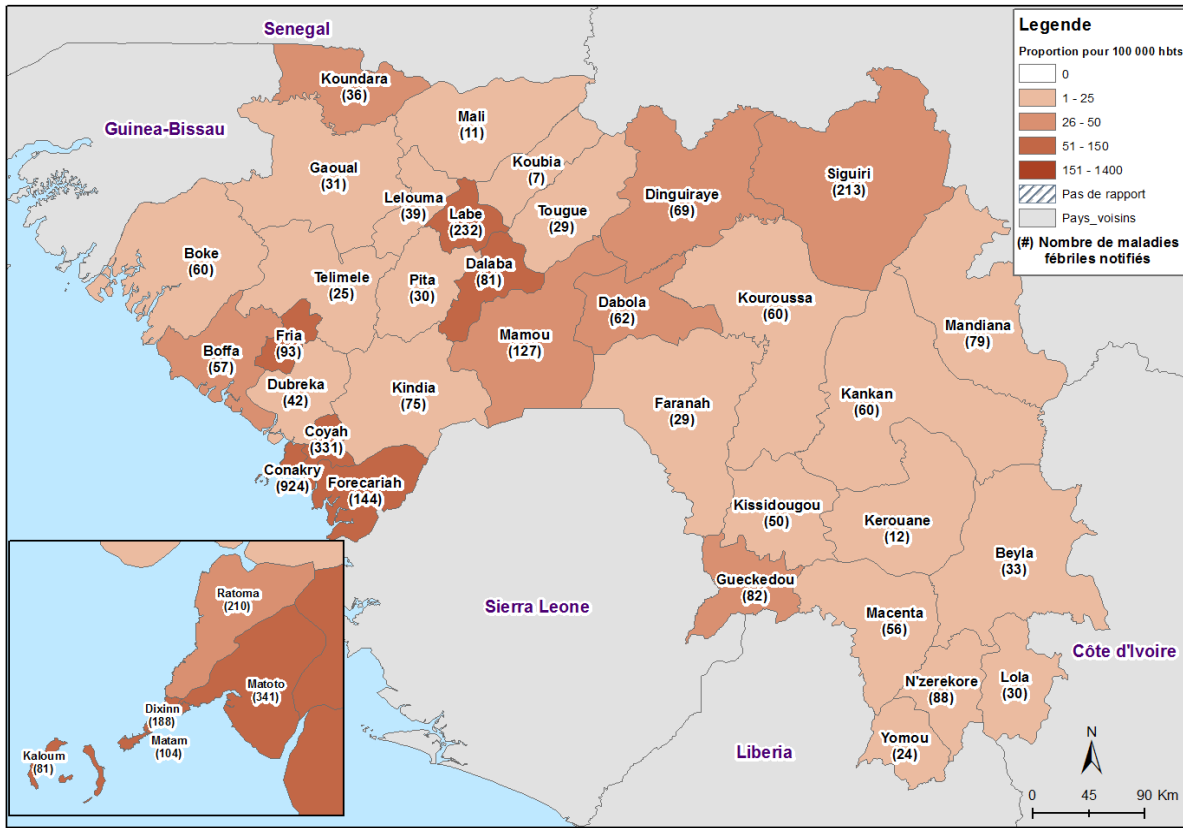 Senegal
Guinea-Bissau
Koundara
(36)
Mali
(11)
Gaoual
(31)
Koubia
(7)
Lelouma
(39)
Labe
(232)
Tougue
(29)
Dinguiraye
(69)
Siguiri
(213)
Boke
(60)
Telimele
(25)
Pita
(30)
Dalaba
(81)
Dabola
(62)
Kouroussa
(60)
Mandiana
(79)
Fria
(93)
Boffa
(57)
Mamou
(127)
Dubreka
(42)
Kindia
(75)
Faranah
(29)
Kankan
(60)
Coyah
(331)
Conakry
(924)
Forecariah
(144)
Kissidougou
(50)
Kerouane
(12)
Beyla
(33)
Gueckedou
(82)
Sierra Leone
Macenta
(56)
Côte d'Ivoire
N'zerekore
(88)
Lola
(30)
Yomou
(24)
Liberia
Ratoma
(210)
Matoto
(341)
Dixinn
(188)
Matam
(104)
Kaloum
(81)
Legende
Proportion pour 100 000 hbts
0
1 - 25
26 - 50
51 - 150
151 - 1400
Pas de rapport
Pays_voisins
(#) Nombre de maladies
fébriles notifiés
N
0 45 90 Km